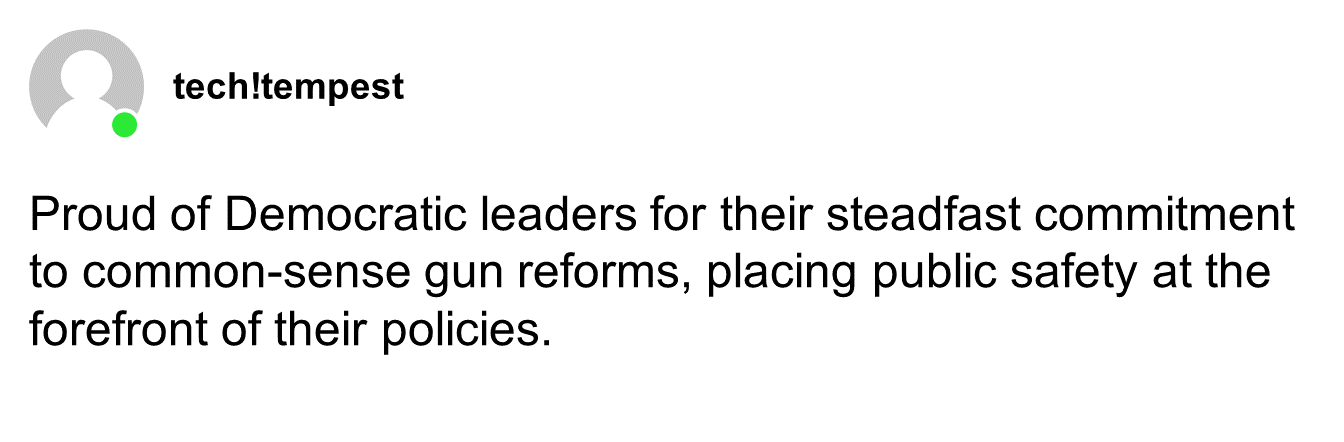 tech!tempest
Proud of Democratic leaders for their steadfast commitment
to common-sense gun reforms, placing public safety at the
forefront of their policies.